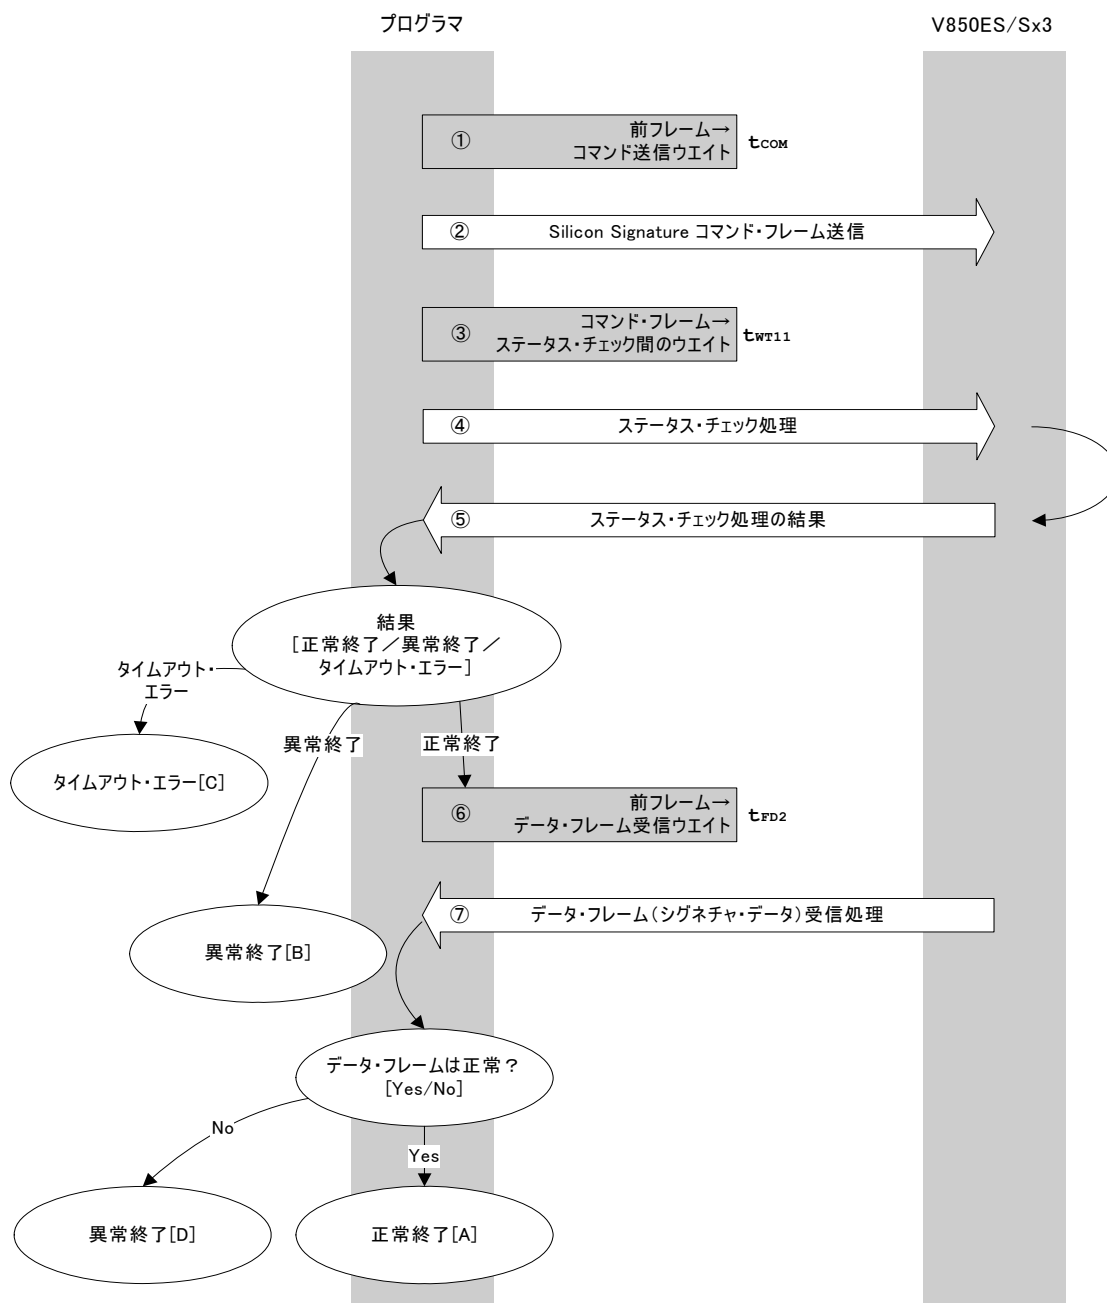 プログラマ
V850ES/Sx3
① 前フレーム→
コマンド送信ウエイト
tCOM
② Silicon Signature コマンド・フレーム送信
③ コマンド・フレーム→
ステータス・チェック間のウエイト
tWT11
④ ステータス・チェック処理
⑤ ステータス・チェック処理の結果
結果
[正常終了／異常終了／
タイムアウト・エラー]
タイムアウト・
エラー
異常終了
正常終了
タイムアウト・エラー[C]
⑥ 前フレーム→
データ・フレーム受信ウエイト
tFD2
⑦ データ・フレーム（シグネチャ・データ）受信処理
異常終了[B]
データ・フレームは正常？
[Yes/No]
No
Yes
異常終了[D]
正常終了[A]